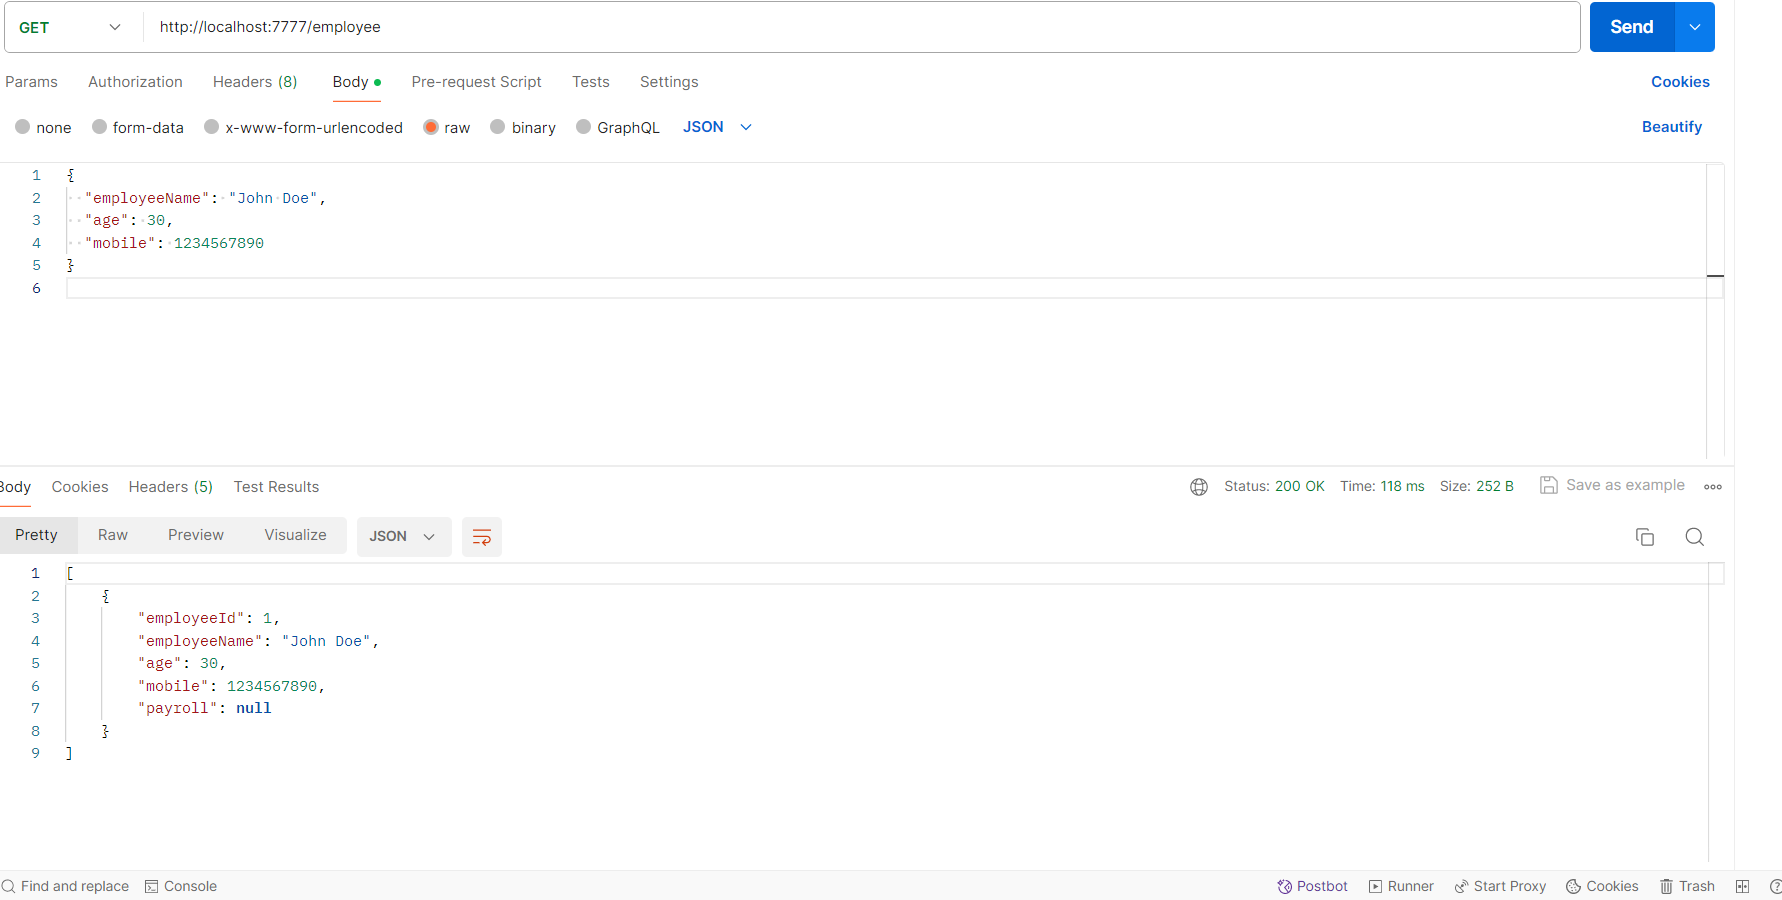 GET http://localhost:7777/employee Send
Params Authorization Headers (8) Body Pre-request Script Tests Settings Cookies
none form-data x-www-form-urlencoded raw binary GraphQL JSON Beautify
1 {
2 "employeeName": "John Doe",
3 "age": 30,
4 "mobile": 1234567890
5 }
6
Body Cookies Headers (5) Test Results Status: 200 OK Time: 118 ms Size: 252 B Save as example
Pretty Raw Preview Visualize JSON
1 [
2 {
3 "employeeId": 1,
4 "employeeName": "John Doe",
5 "age": 30,
6 "mobile": 1234567890,
7 "payroll": null
8 }
9 ]
Find and replace Console Postbot Runner Start Proxy Cookies Trash